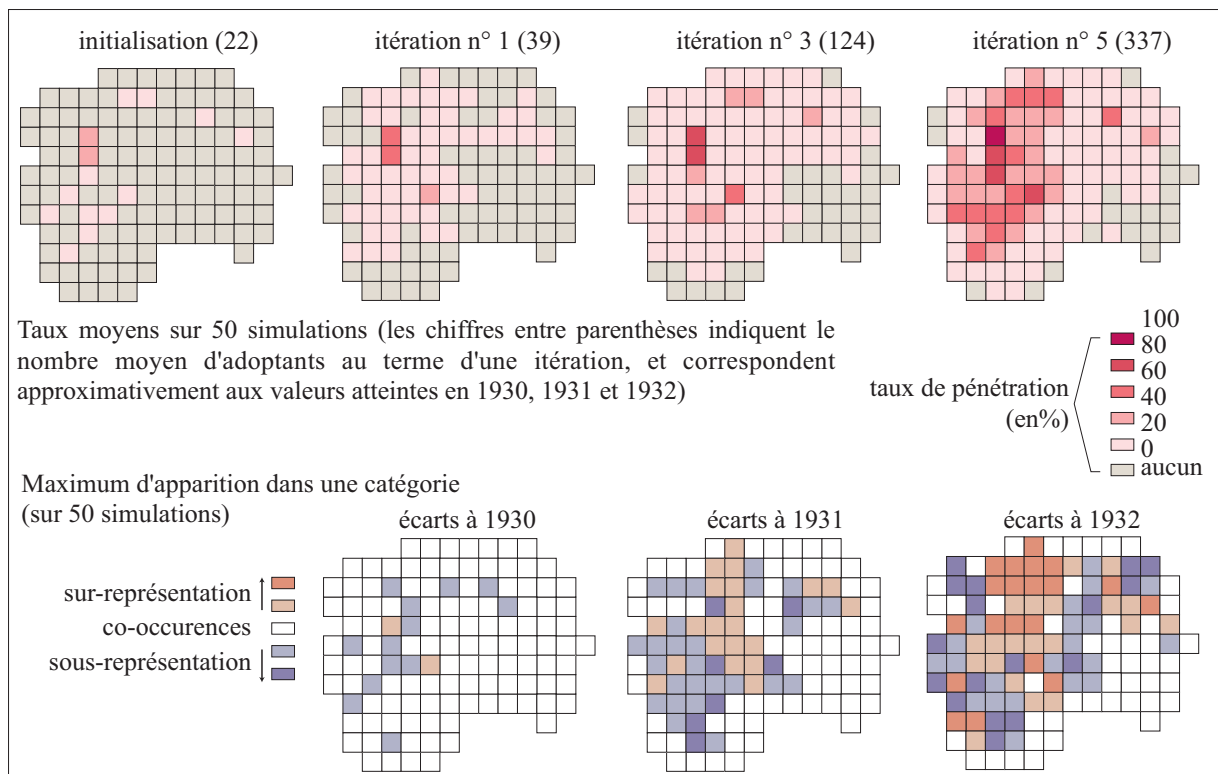 initialisation (22)
itération n° 1 (39)
itération n° 3 (124)
itération n° 5 (337)
Taux moyens sur 50 simulations (les chiffres entre parenthèses indiquent le
nombre moyen d'adoptants au terme d'une itération, et correspondent
approximativement aux valeurs atteintes en 1930, 1931 et 1932)
taux de pénétration
(en%)
100
80
60
40
20
0
aucun
Maximum d'apparition dans une catégorie
(sur 50 simulations)
écarts à 1930
écarts à 1931
écarts à 1932
sur-représentation
co-occurences
sous-représentation